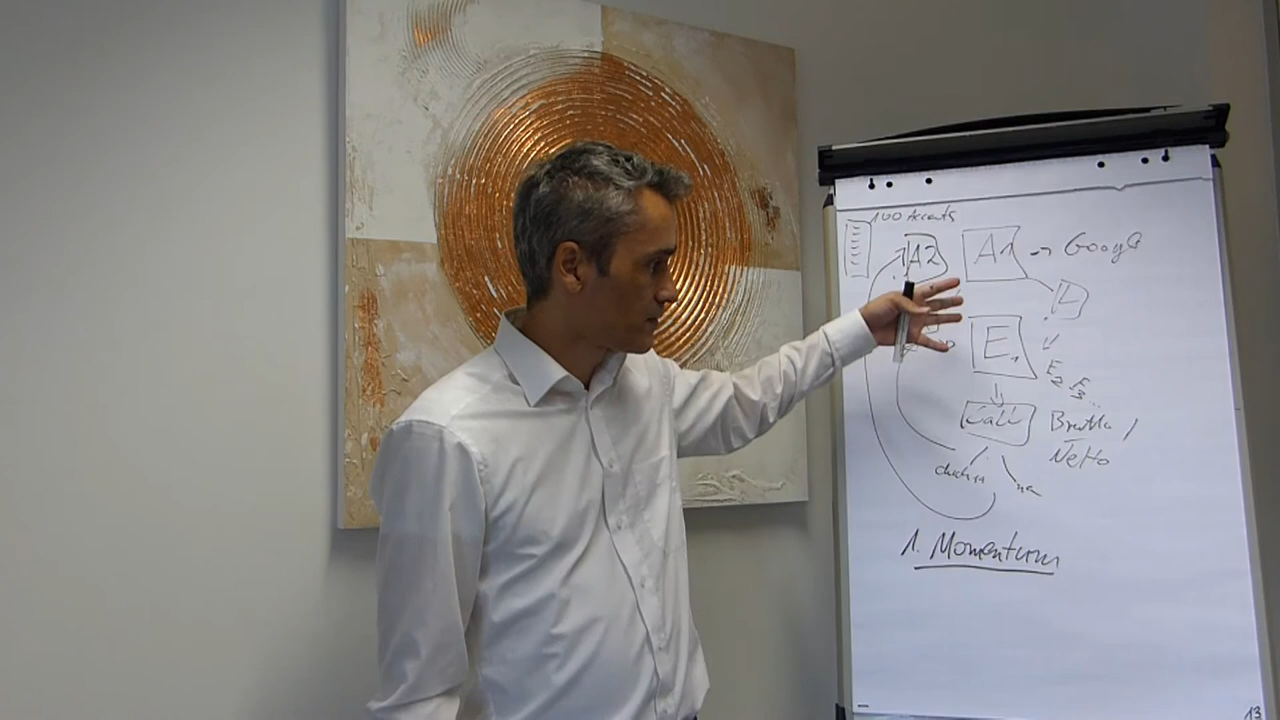 100 Accounts
A2 A1 → Google
L
E1
E2 E3...
Call Brutto /
Netto
1. Momentum
13